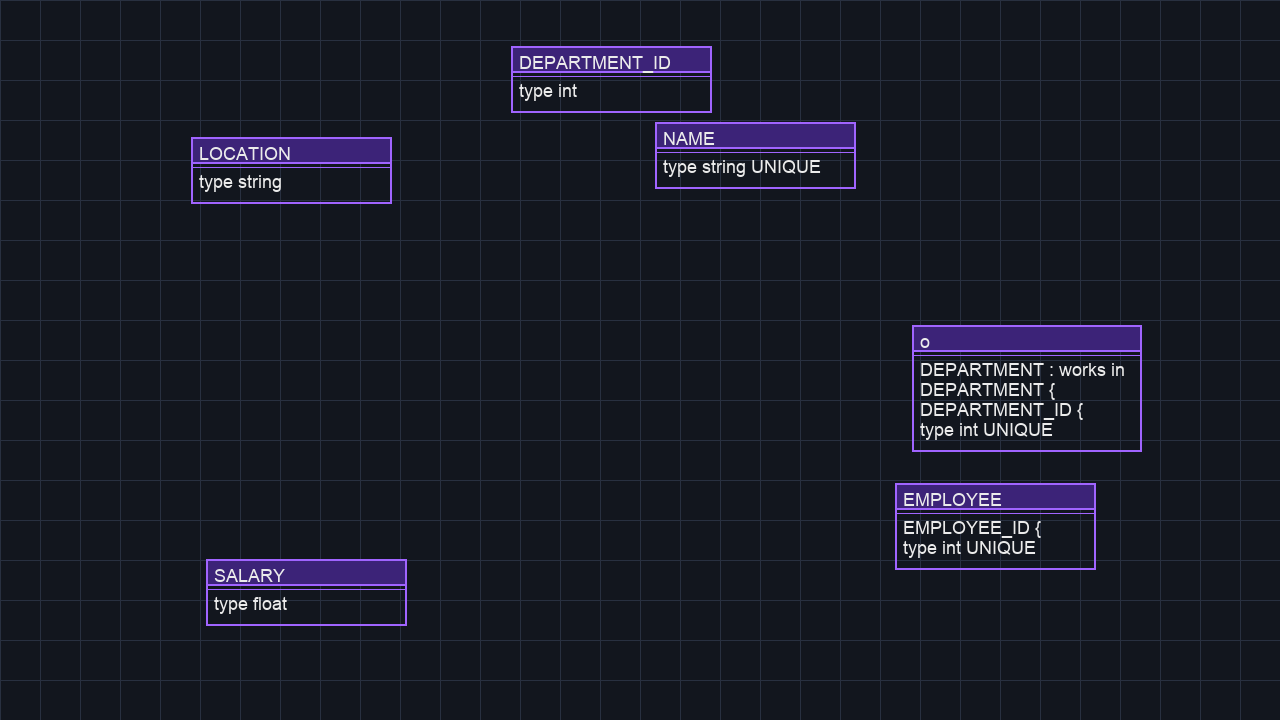 DEPARTMENT_ID
type int
NAME
type string UNIQUE
LOCATION
type string
o
DEPARTMENT : works in
DEPARTMENT {
DEPARTMENT_ID {
type int UNIQUE
EMPLOYEE
EMPLOYEE_ID {
type int UNIQUE
SALARY
type float